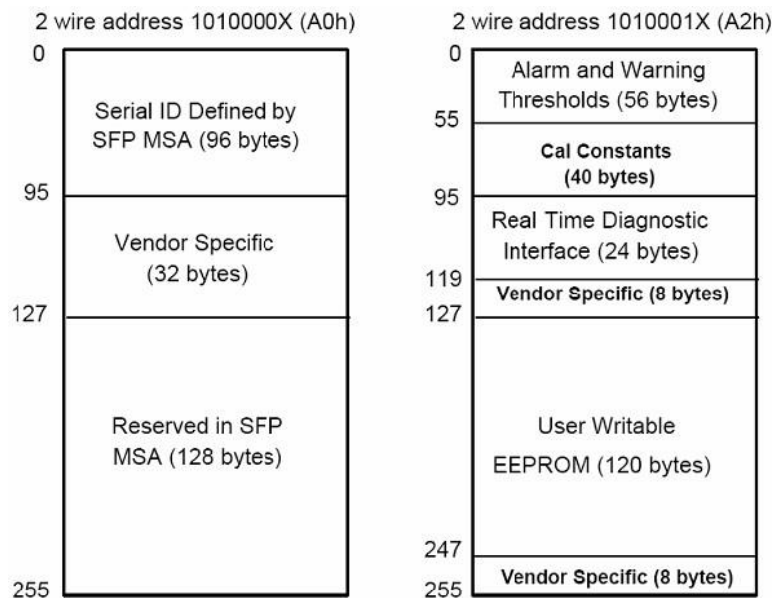 2 wire address 1010000X (A0h)
0
Serial ID Defined by
SFP MSA (96 bytes)
95
Vendor Specific
(32 bytes)
127
Reserved in SFP
MSA (128 bytes)
255
2 wire address 1010001X (A2h)
0
Alarm and Warning
Thresholds (56 bytes)
55
Cal Constants
(40 bytes)
95
Real Time Diagnostic
Interface (24 bytes)
119
Vendor Specific (8 bytes)
127
User Writable
EEPROM (120 bytes)
247
Vendor Specific (8 bytes)
255